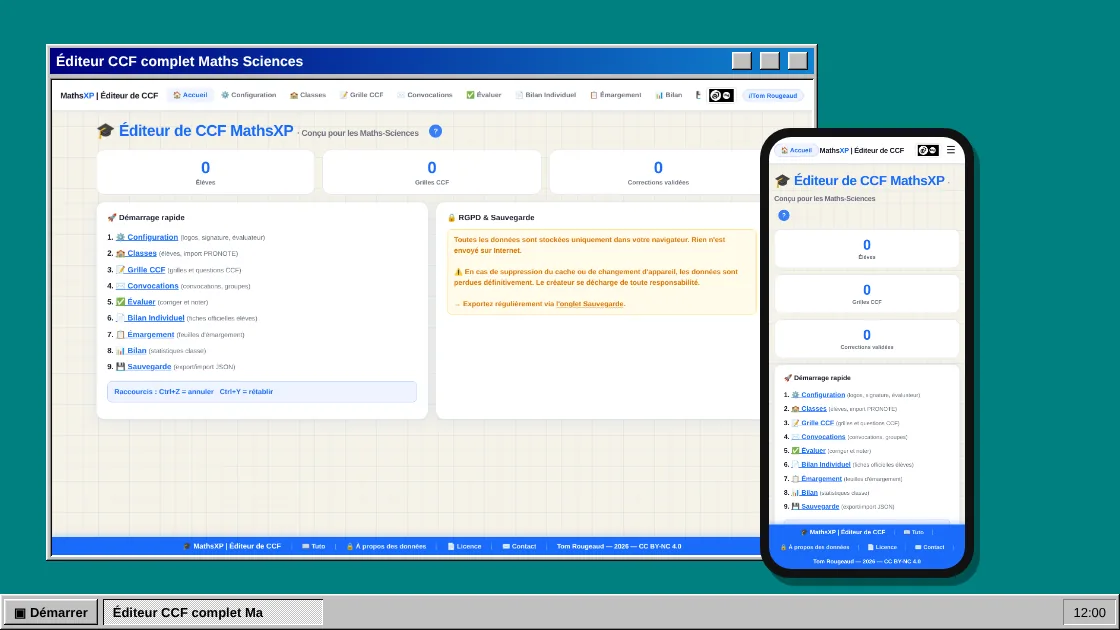 Éditeur CCF complet Maths Sciences
MathsXP | Éditeur de CCF Accueil Configuration Classes Grille CCF Convocations Évaluer Bilan Individuel Émargement Bilan Tom Rougeaud
Éditeur de CCF MathsXP · Conçu pour les Maths-Sciences ?
0 0 0
Élèves Grilles CCF Corrections validées
Démarrage rapide
1. Configuration (logos, signature, évaluateur)
2. Classes (élèves, import PRONOTE)
3. Grille CCF (grilles et questions CCF)
4. Convocations (convocations, groupes)
5. Évaluer (corriger et noter)
6. Bilan Individuel (fiches officielles élèves)
7. Émargement (feuilles d'émargement)
8. Bilan (statistiques classe)
9. Sauvegarde (export/import JSON)
Raccourcis : Ctrl+Z = annuler Ctrl+Y = rétablir
RGPD & Sauvegarde
Toutes les données sont stockées uniquement dans votre navigateur. Rien n'est
envoyé sur Internet.
En cas de suppression du cache ou de changement d'appareil, les données sont
perdues définitivement. Le créateur se décharge de toute responsabilité.
→ Exportez régulièrement via l'onglet Sauvegarde.
MathsXP | Éditeur de CCF | Tuto | À propos des données | Licence | Contact | Tom Rougeaud — 2026 — CC BY-NC 4.0
Accueil MathsXP | Éditeur de CCF ☰
Éditeur de CCF MathsXP ·
Conçu pour les Maths-Sciences
?
0
Élèves
0
Grilles CCF
0
Corrections validées
Démarrage rapide
1. Configuration (logos, signature, évaluateur)
2. Classes (élèves, import PRONOTE)
3. Grille CCF (grilles et questions CCF)
4. Convocations (convocations, groupes)
5. Évaluer (corriger et noter)
6. Bilan Individuel (fiches officielles élèves)
7. Émargement (feuilles d'émargement)
8. Bilan (statistiques classe)
9. Sauvegarde (export/import JSON)
MathsXP | Éditeur de CCF | Tuto |
À propos des données | Licence | Contact |
Tom Rougeaud — 2026 — CC BY-NC 4.0
Démarrer Éditeur CCF complet Ma 12:00